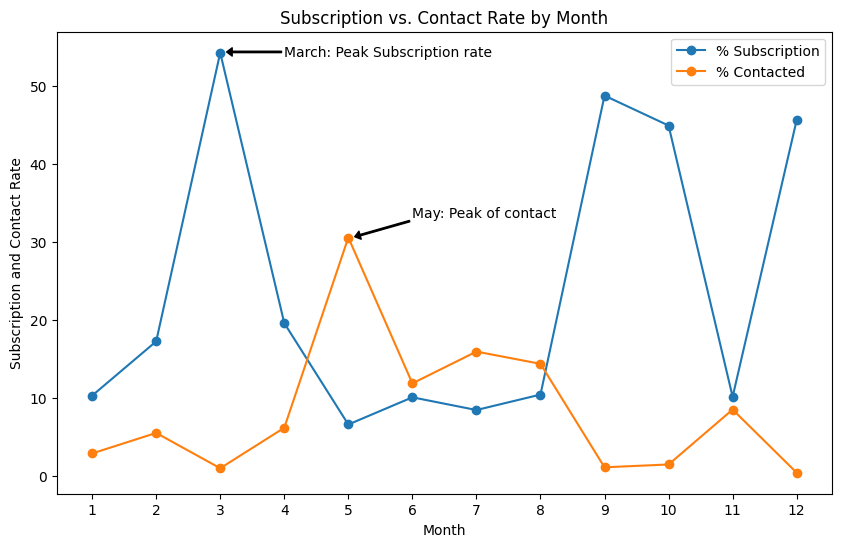 Subscription vs. Contact Rate by Month
% Subscription
% Contacted
March: Peak Subscription rate
May: Peak of contact
Subscription and Contact Rate
50
40
30
20
10
0
1 2 3 4 5 6 7 8 9 10 11 12
Month